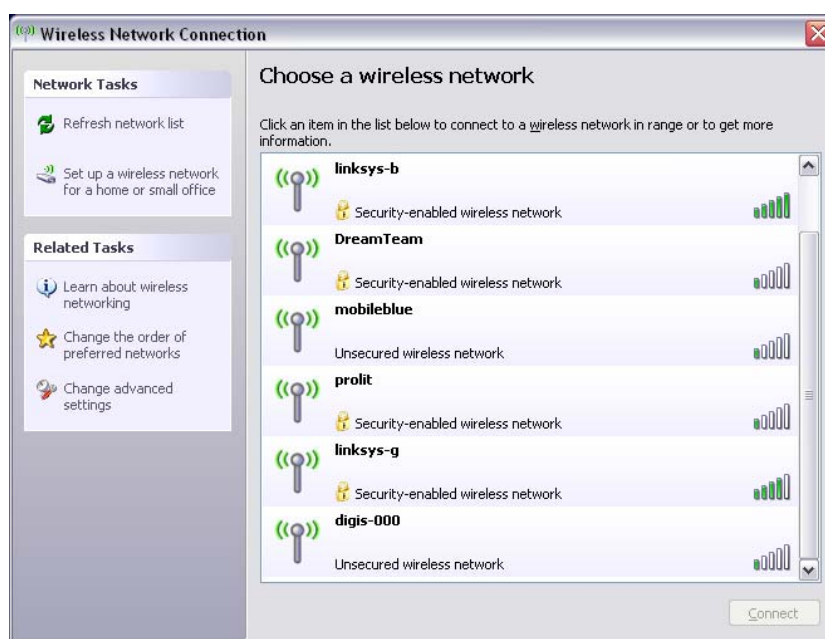 Wireless Network Connection
Network Tasks
Refresh network list
Set up a wireless network
for a home or small office
Related Tasks
Learn about wireless
networking
Change the order of
preferred networks
Change advanced
settings
Choose a wireless network
Click an item in the list below to connect to a wireless network in range or to get more
information.
linksys-b
Security-enabled wireless network
DreamTeam
Security-enabled wireless network
mobileblue
Unsecured wireless network
prolit
Security-enabled wireless network
linksys-g
Security-enabled wireless network
digis-000
Unsecured wireless network
Connect